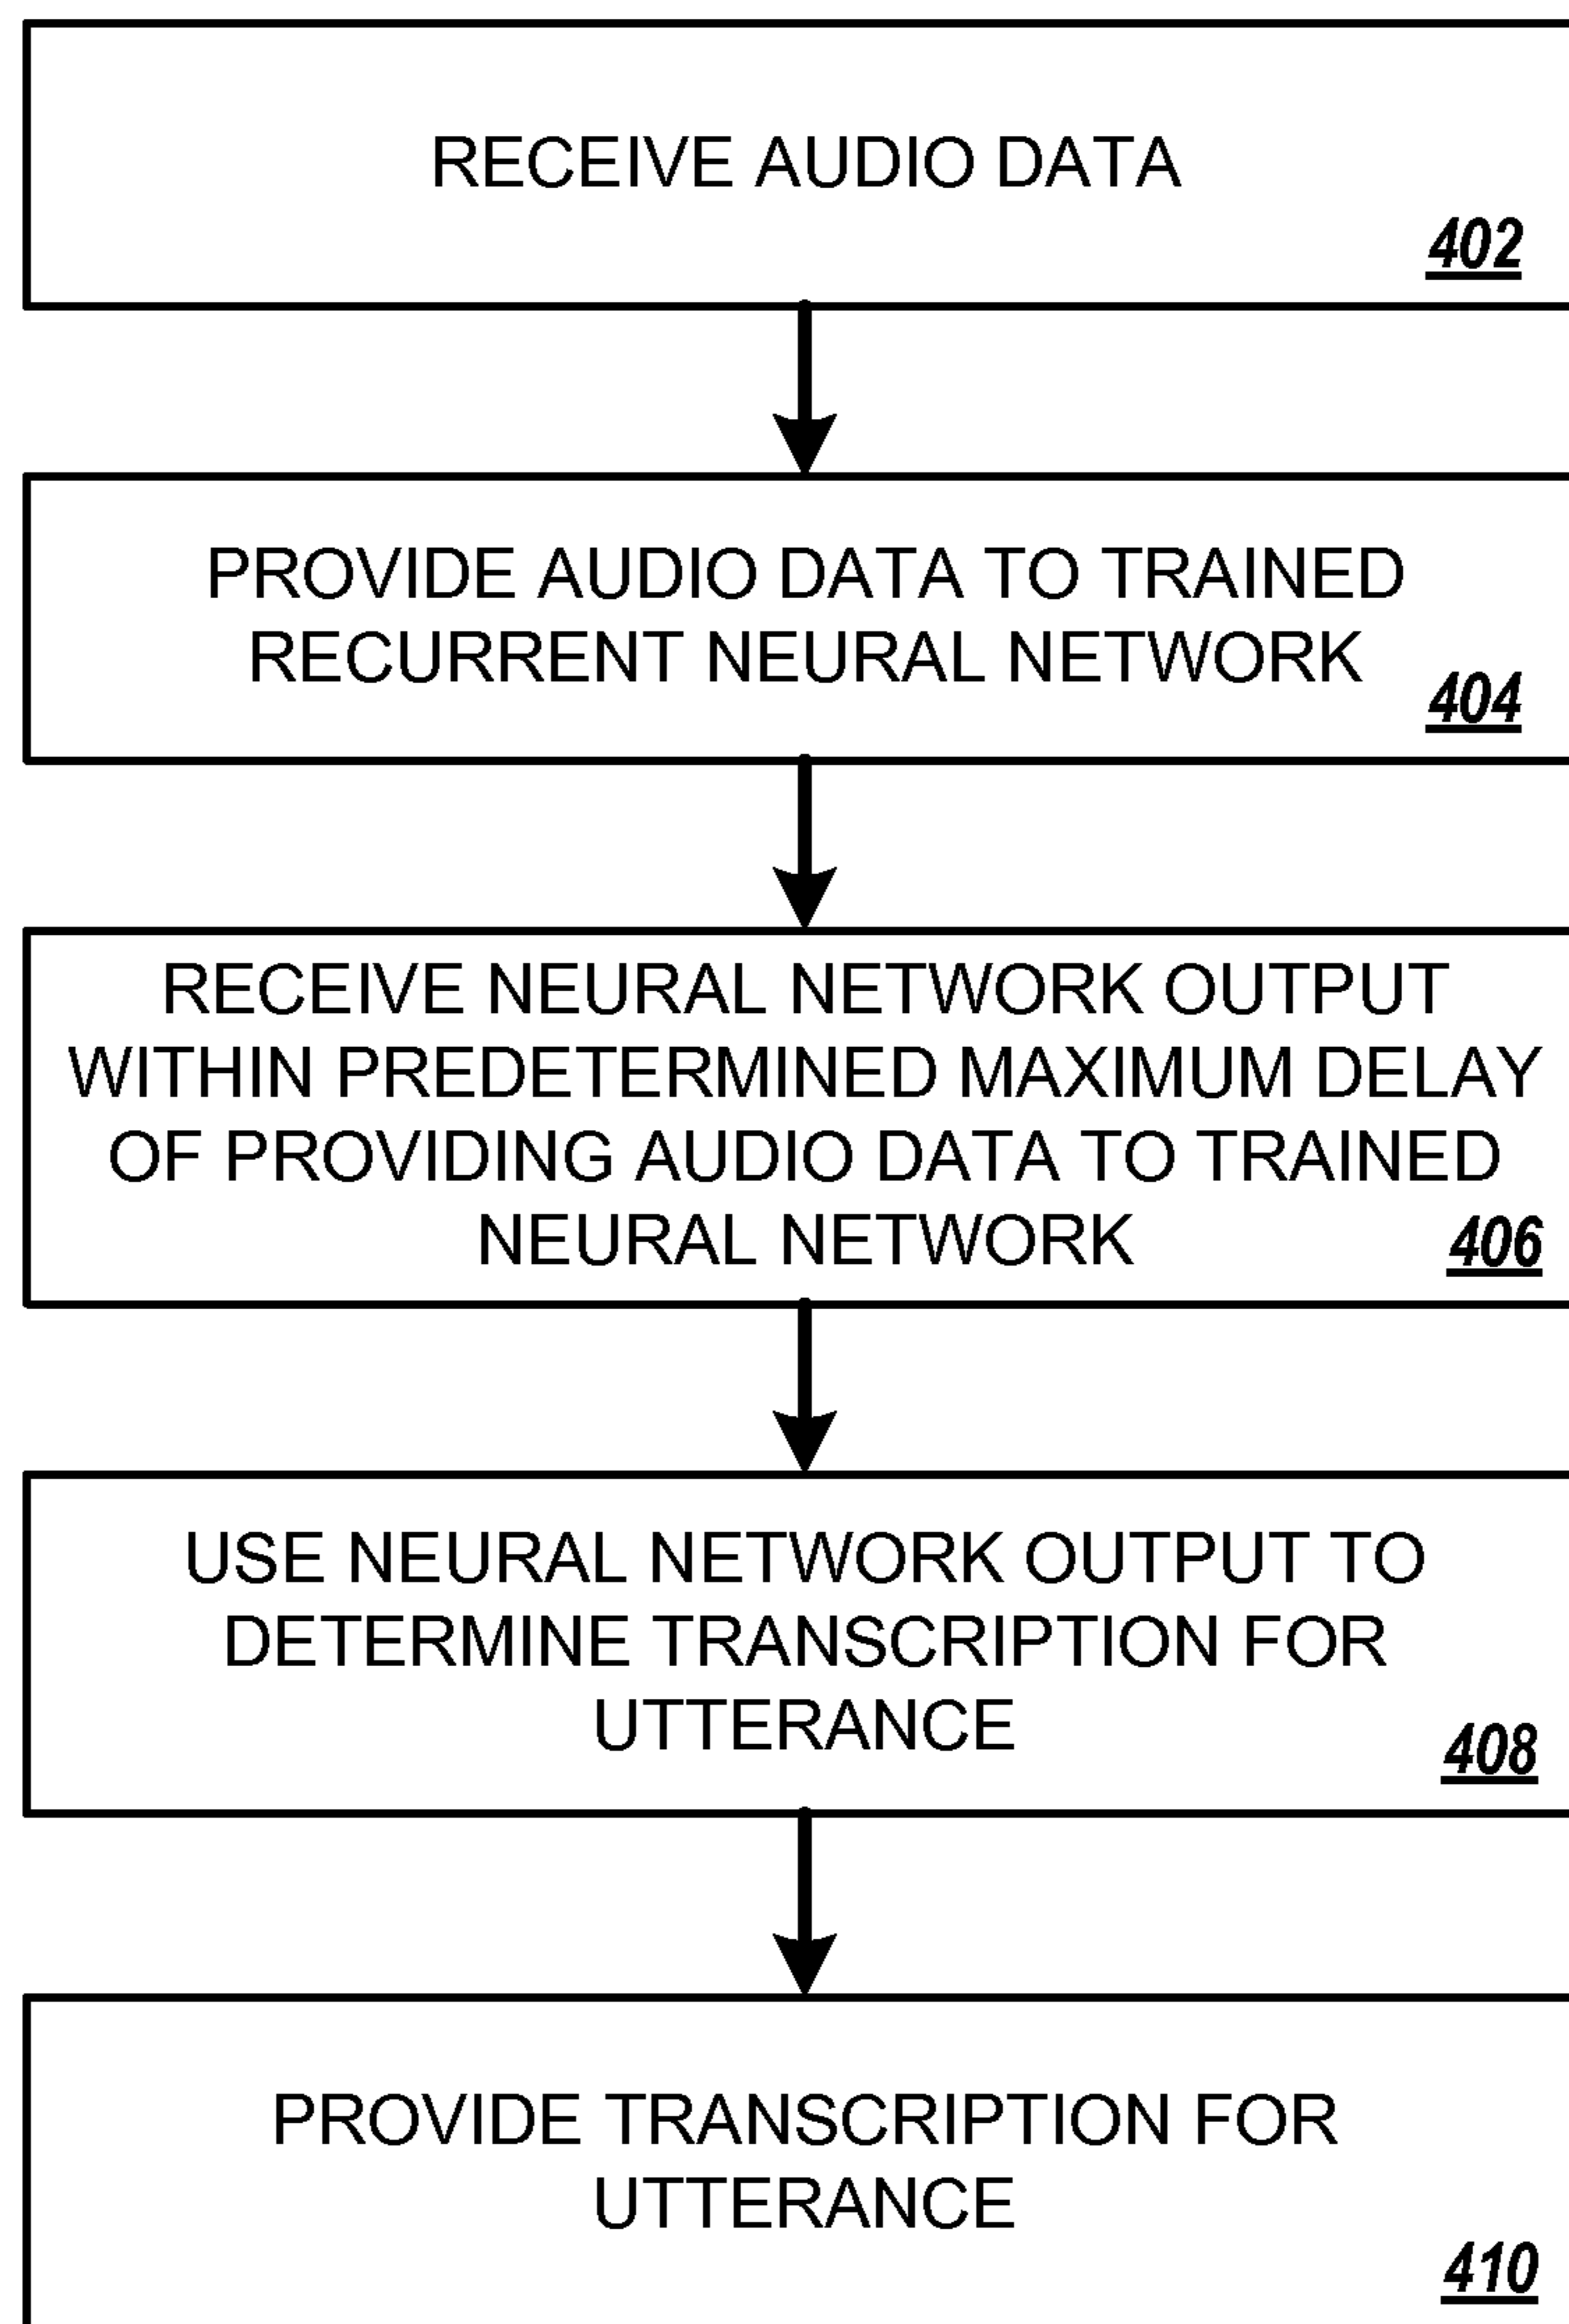 RECEIVE AUDIO DATA
402
PROVIDE AUDIO DATA TO TRAINED
RECURRENT NEURAL NETWORK
404
RECEIVE NEURAL NETWORK OUTPUT
WITHIN PREDETERMINED MAXIMUM DELAY
OF PROVIDING AUDIO DATA TO TRAINED
NEURAL NETWORK
406
USE NEURAL NETWORK OUTPUT TO
DETERMINE TRANSCRIPTION FOR
UTTERANCE
408
PROVIDE TRANSCRIPTION FOR
UTTERANCE
410